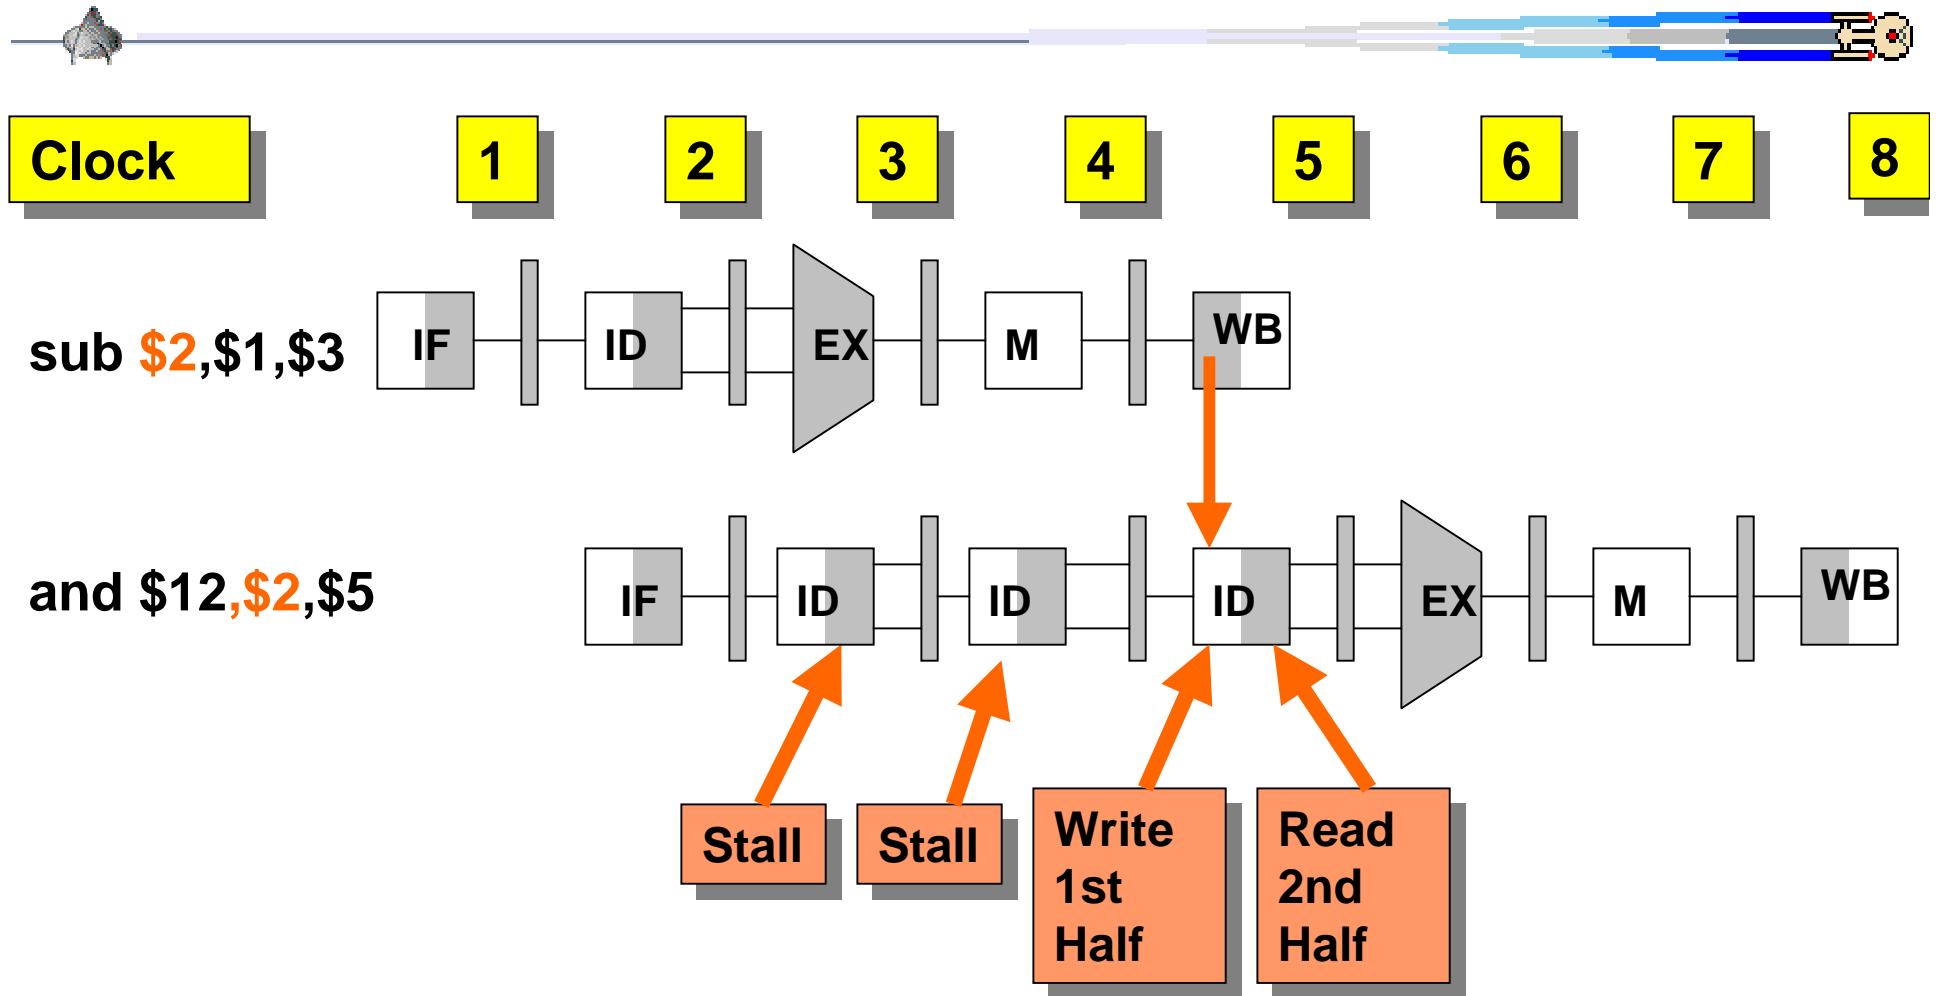 Clock 1 2 3 4 5 6 7 8
sub $2,$1,$3 IF ID EX M WB
and $12,$2,$5 IF ID ID ID EX M WB
Stall
Stall
Write
1st
Half
Read
2nd
Half